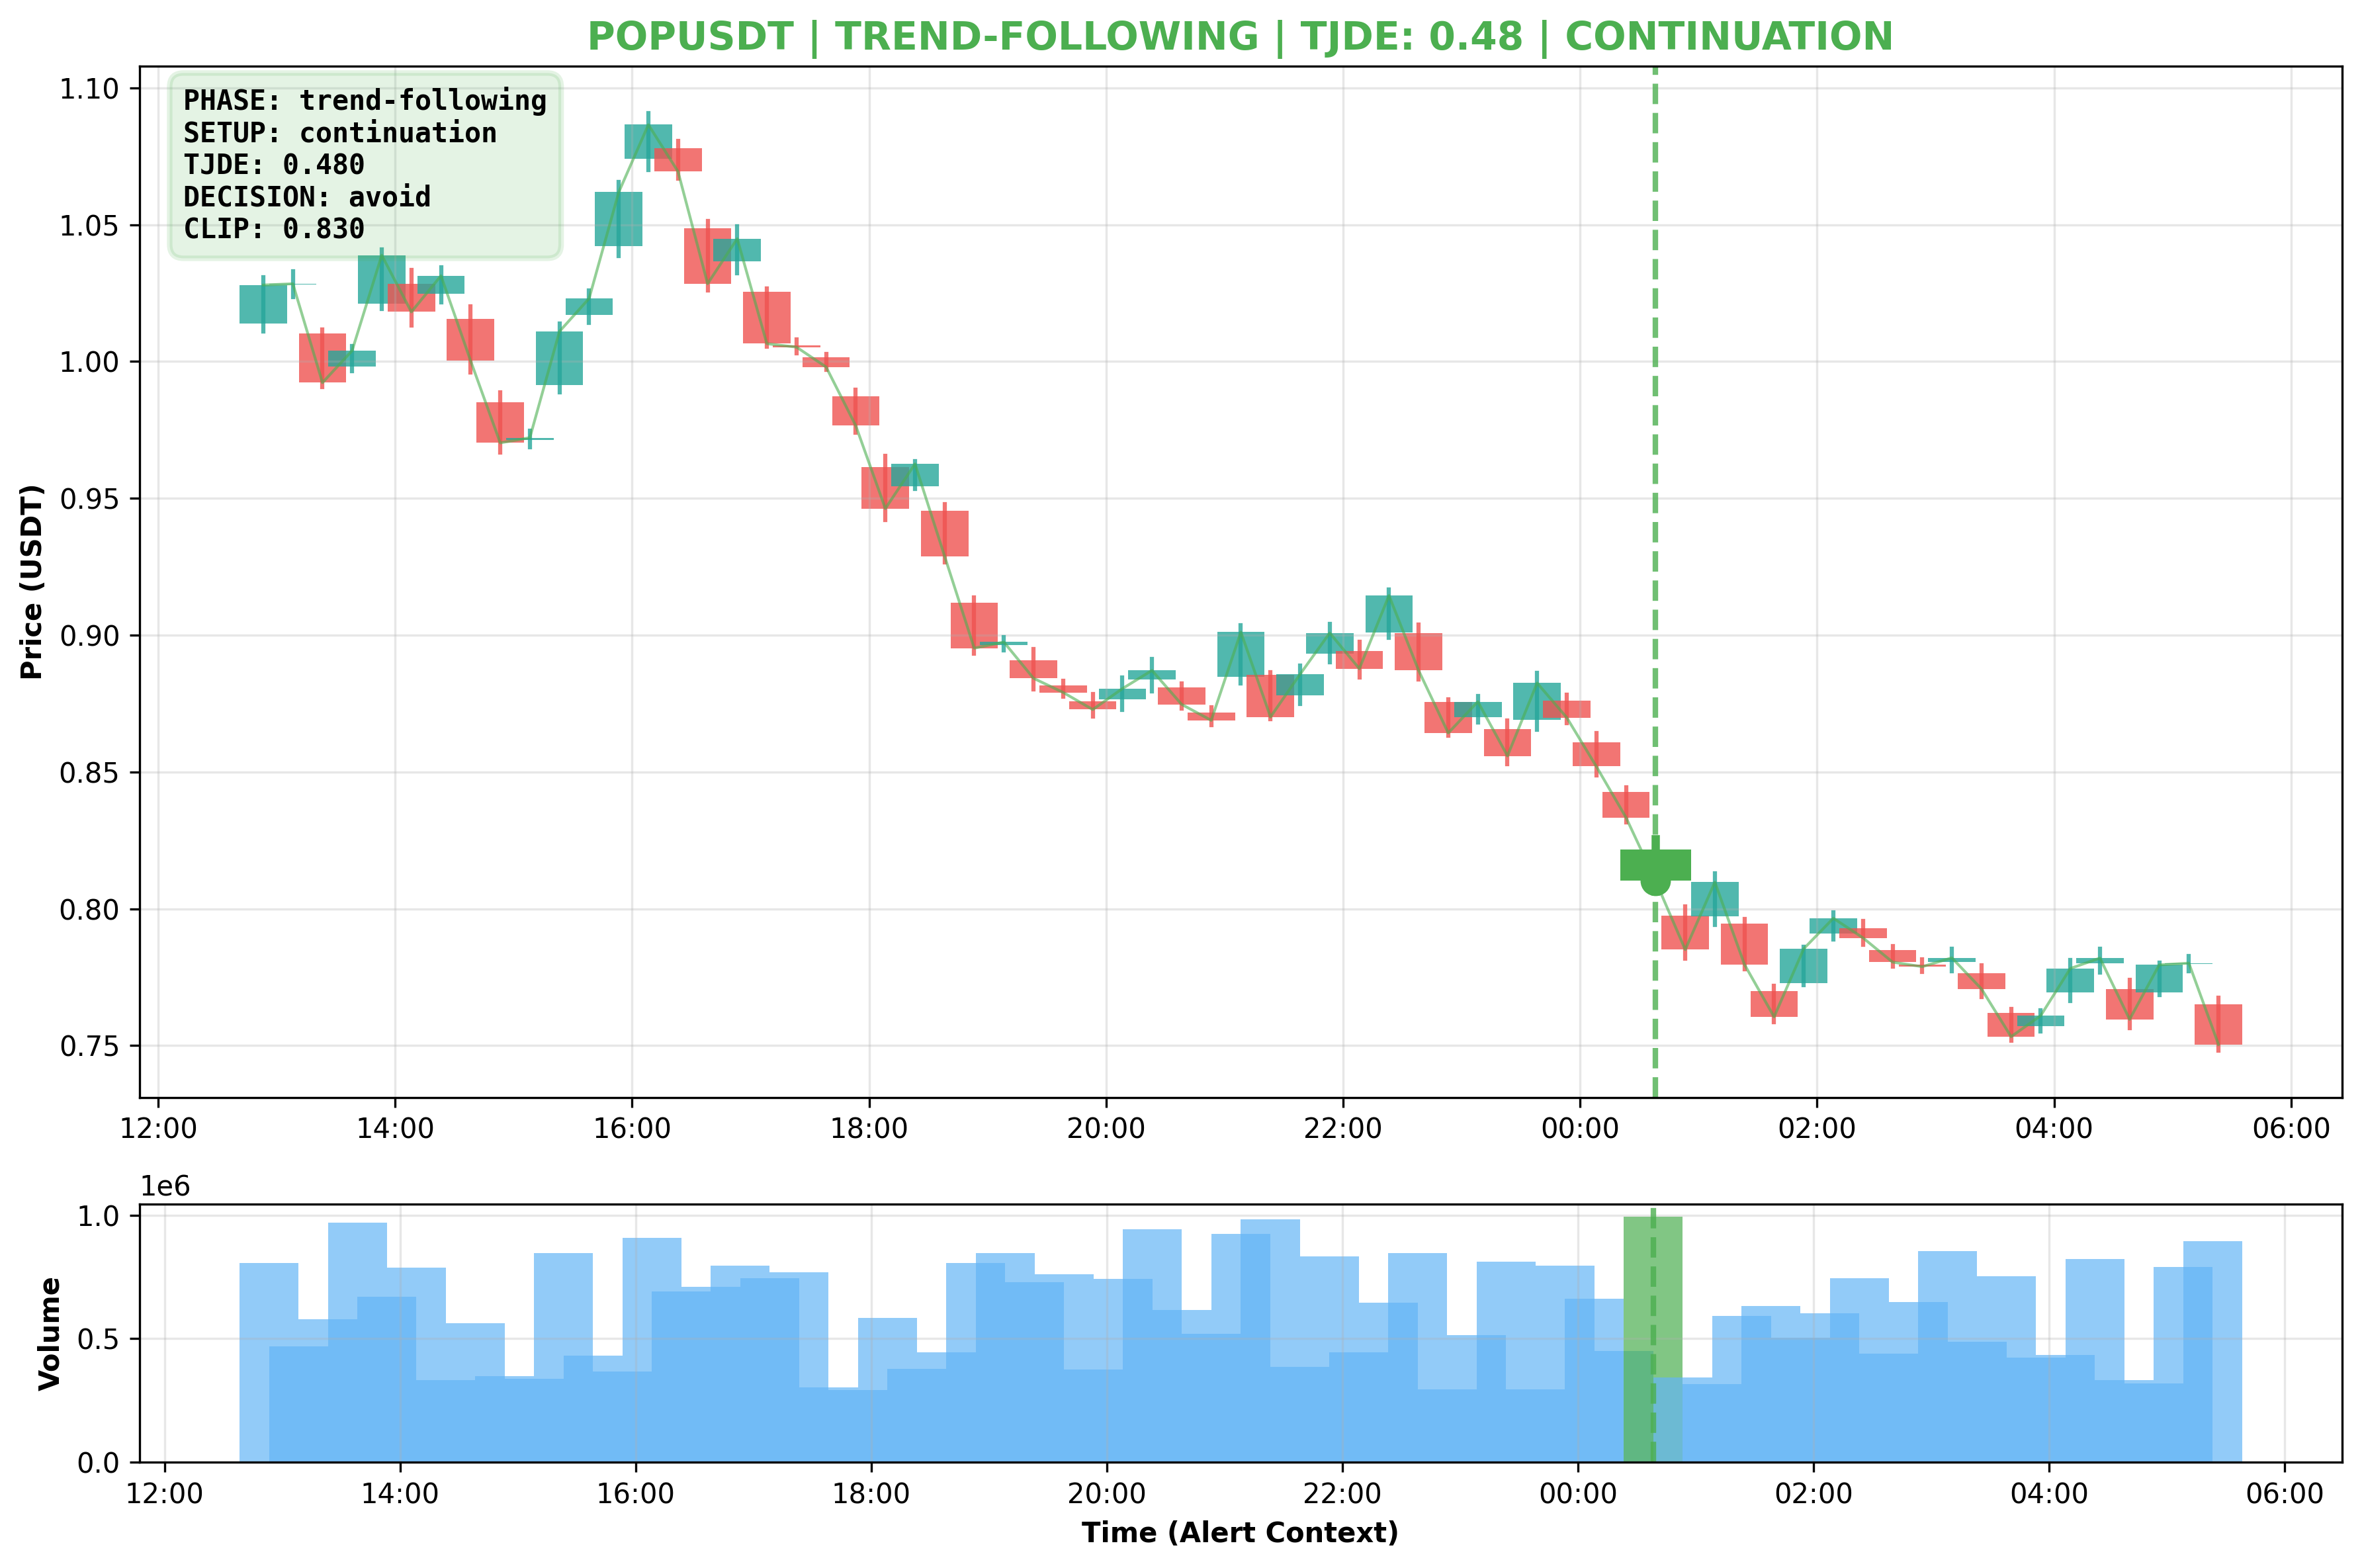 POPUSDT | TREND-FOLLOWING | TJDE: 0.48 | CONTINUATION
PHASE: trend-following
SETUP: continuation
TJDE: 0.480
DECISION: avoid
CLIP: 0.830
Price (USDT)
1.10
1.05
1.00
0.95
0.90
0.85
0.80
0.75
12:00 14:00 16:00 18:00 20:00 22:00 00:00 02:00 04:00 06:00
1e6
Volume
1.0
0.5
0.0
12:00 14:00 16:00 18:00 20:00 22:00 00:00 02:00 04:00 06:00
Time (Alert Context)